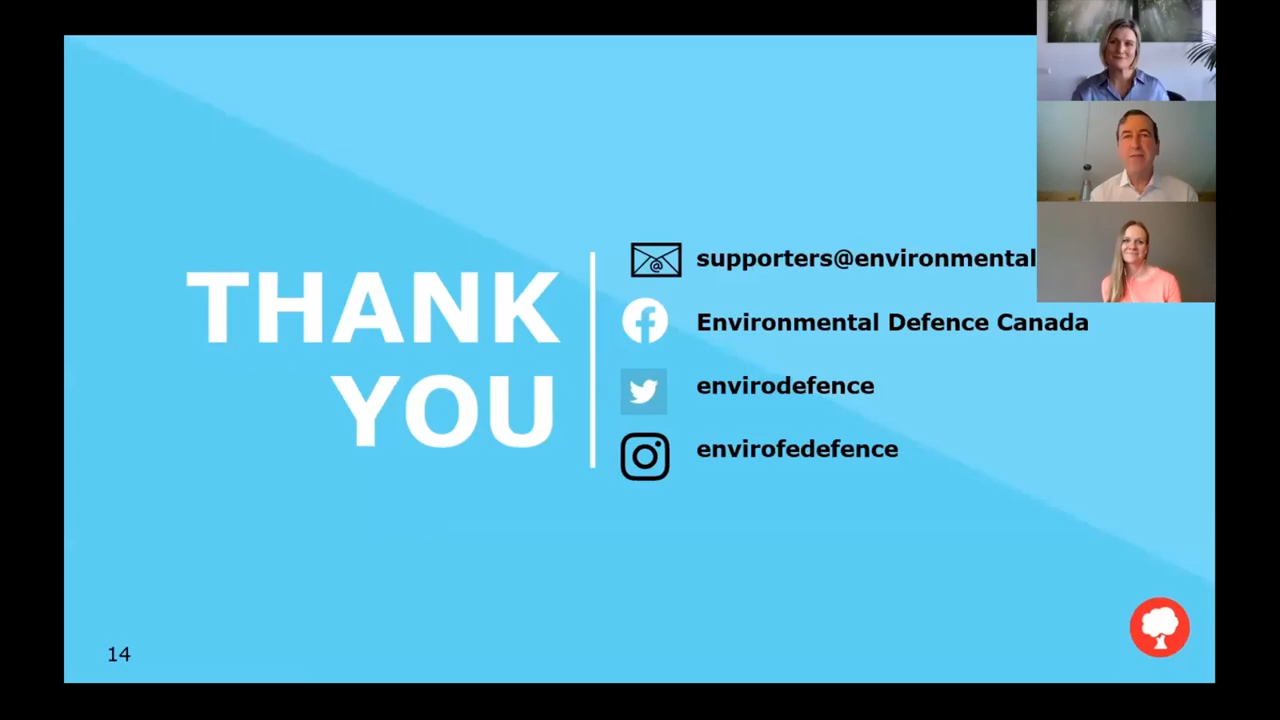 THANK
YOU
supporters@environmental
Environmental Defence Canada
envirodefence
envirofedefence
14